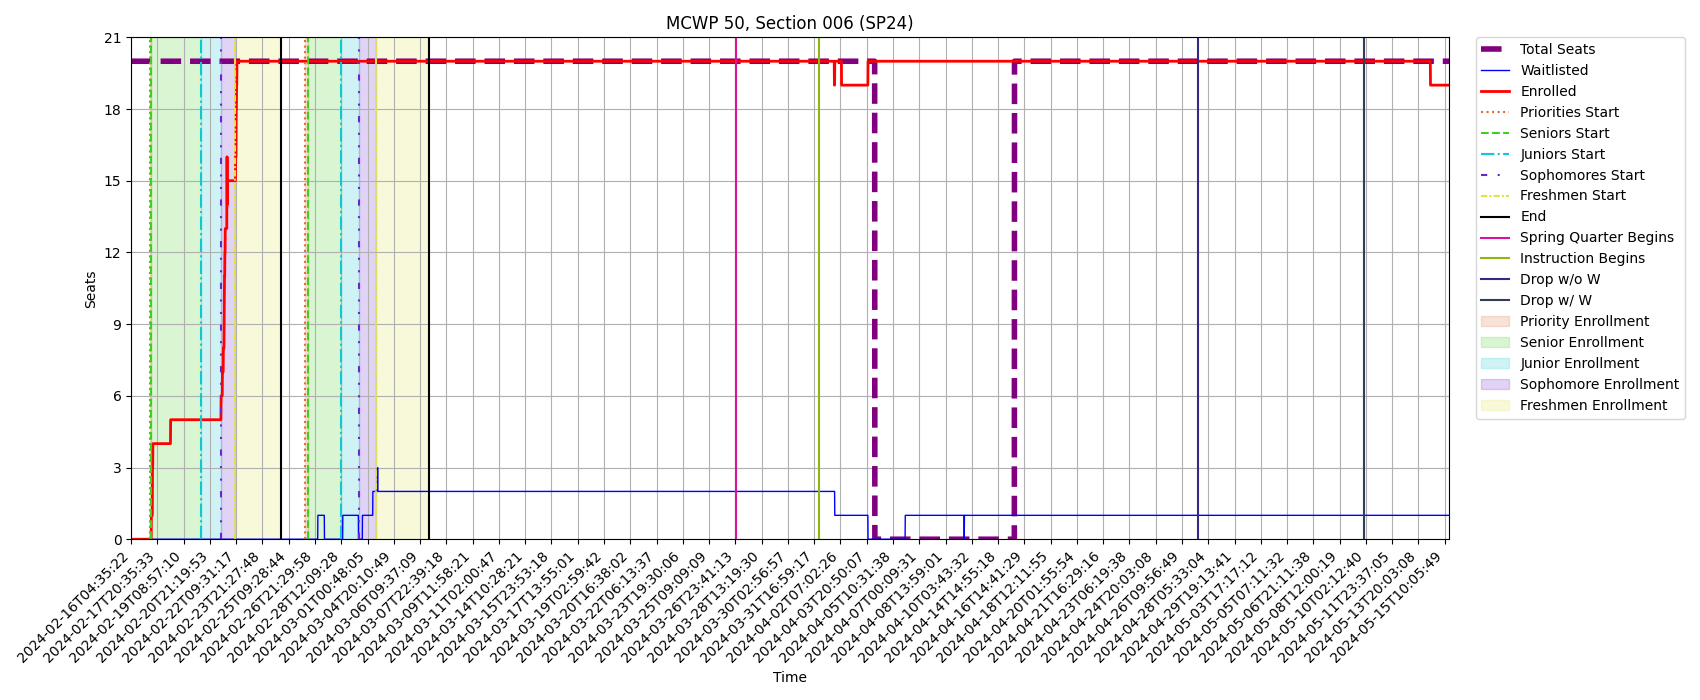 MCWP 50, Section 006 (SP24)
Seats
21
18
15
12
9
6
3
0
2024-02-16T04:35:22
2024-02-17T20:35:33
2024-02-19T08:57:10
2024-02-20T21:19:53
2024-02-22T09:31:17
2024-02-23T21:27:48
2024-02-25T09:28:44
2024-02-26T21:29:58
2024-02-28T12:09:28
2024-03-01T00:48:05
2024-03-04T20:10:49
2024-03-06T09:37:09
2024-03-07T22:39:18
2024-03-09T11:58:21
2024-03-11T02:00:47
2024-03-14T10:28:21
2024-03-15T23:53:18
2024-03-17T13:55:01
2024-03-19T02:59:42
2024-03-20T16:38:02
2024-03-22T06:13:37
2024-03-23T19:30:06
2024-03-25T09:09:09
2024-03-26T23:41:13
2024-03-28T13:19:30
2024-03-30T02:56:57
2024-03-31T16:59:17
2024-04-02T07:02:26
2024-04-03T20:50:07
2024-04-05T10:31:38
2024-04-07T00:09:31
2024-04-08T13:59:01
2024-04-10T03:43:32
2024-04-14T14:55:18
2024-04-16T14:41:29
2024-04-18T12:11:55
2024-04-20T01:55:54
2024-04-21T16:29:16
2024-04-23T06:19:38
2024-04-24T20:03:08
2024-04-26T09:56:49
2024-04-28T05:33:04
2024-04-29T19:13:41
2024-05-03T17:17:12
2024-05-05T07:11:32
2024-05-06T21:11:38
2024-05-08T12:00:19
2024-05-10T02:12:40
2024-05-11T23:37:05
2024-05-13T20:03:08
2024-05-15T10:05:49
Time
Total Seats
Waitlisted
Enrolled
Priorities Start
Seniors Start
Juniors Start
Sophomores Start
Freshmen Start
End
Spring Quarter Begins
Instruction Begins
Drop w/o W
Drop w/ W
Priority Enrollment
Senior Enrollment
Junior Enrollment
Sophomore Enrollment
Freshmen Enrollment